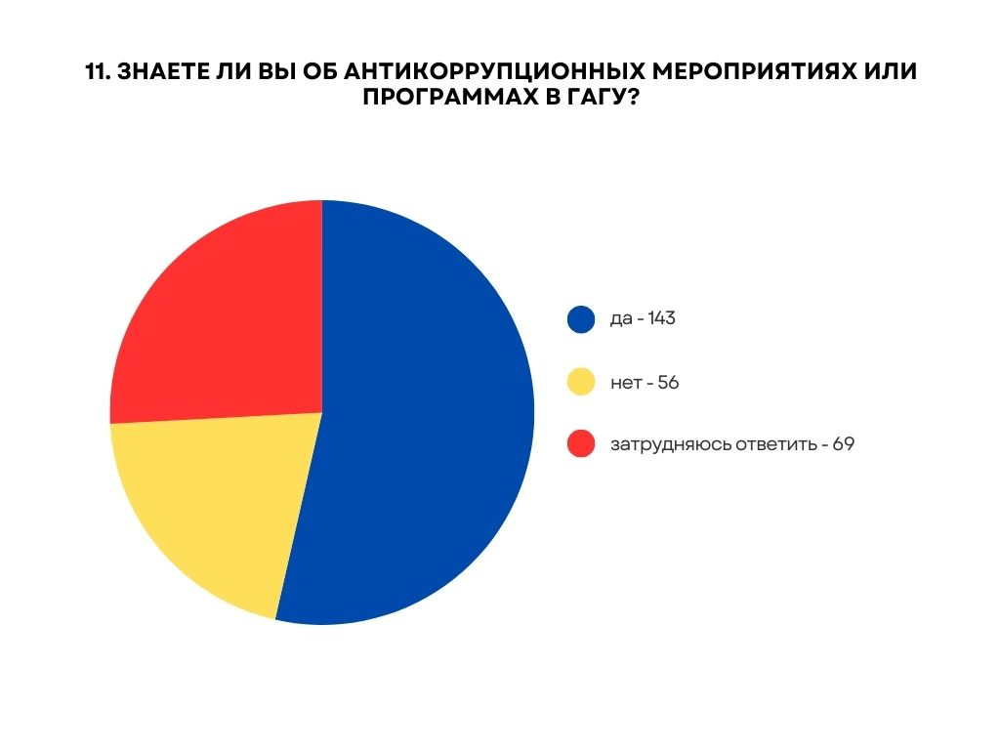 11. ЗНАЕТЕ ЛИ ВЫ ОБ АНТИКОРРУПЦИОННЫХ МЕРОПРИЯТИЯХ ИЛИ
ПРОГРАММАХ В ГАГУ?
да - 143
нет - 56
затрудняюсь ответить - 69